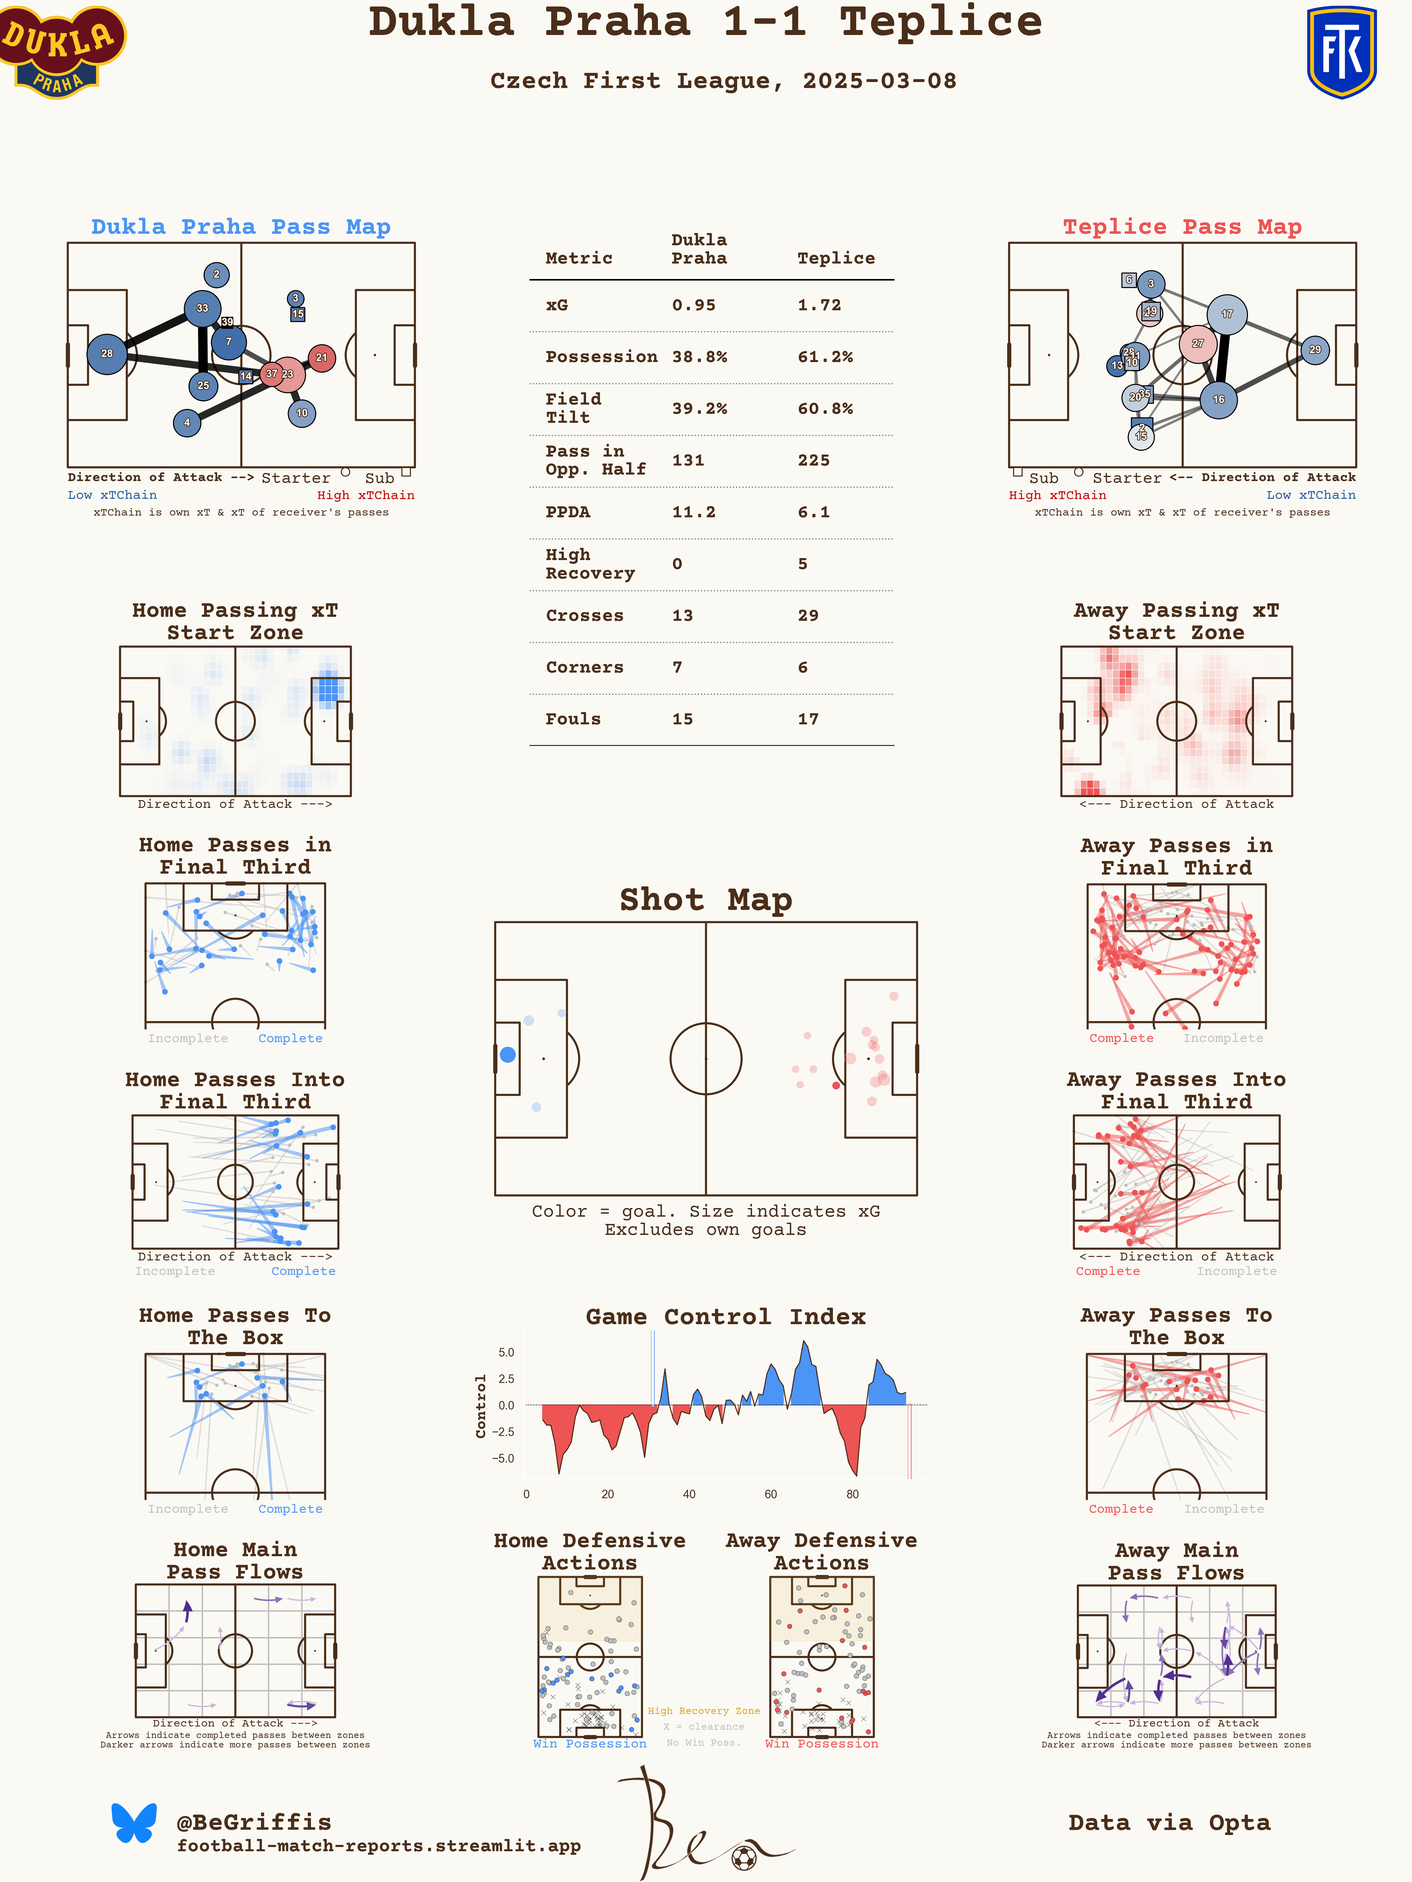 Dukla Praha 1-1 Teplice
Czech First League, 2025-03-08
DUKLA
PRAHA
FTK
Dukla Praha Pass Map
2
33
3
15
39
7
28
21
14
37
23
25
10
4
Direction of Attack --> Starter Sub
Low xTChain High xTChain
xTChain is own xT & xT of receiver's passes
Metric Dukla Praha Teplice
xG 0.95 1.72
Possession 38.8% 61.2%
Field Tilt 39.2% 60.8%
Pass in Opp. Half 131 225
PPDA 11.2 6.1
High Recovery 0 5
Crosses 13 29
Corners 7 6
Fouls 15 17
Teplice Pass Map
6
3
19
17
27
29
28
10
13
20
35
16
2
15
Sub Starter <-- Direction of Attack
High xTChain Low xTChain
xTChain is own xT & xT of receiver's passes
Home Passing xT
Start Zone
Direction of Attack --->
Away Passing xT
Start Zone
<--- Direction of Attack
Home Passes in
Final Third
Incomplete Complete
Away Passes in
Final Third
Complete Incomplete
Shot Map
Color = goal. Size indicates xG
Excludes own goals
Home Passes Into
Final Third
Direction of Attack --->
Incomplete Complete
Away Passes Into
Final Third
<--- Direction of Attack
Complete Incomplete
Home Passes To
The Box
Incomplete Complete
Game Control Index
Control
5.0
2.5
0.0
−2.5
−5.0
0 20 40 60 80
Away Passes To
The Box
Complete Incomplete
Home Main
Pass Flows
Direction of Attack --->
Arrows indicate completed passes between zones
Darker arrows indicate more passes between zones
Home Defensive
Actions
Win Possession
Away Defensive
Actions
Win Possession
High Recovery Zone
X = clearance
No Win Poss.
Away Main
Pass Flows
<--- Direction of Attack
Arrows indicate completed passes between zones
Darker arrows indicate more passes between zones
@BeGriffis
football-match-reports.streamlit.app
Ben
Data via Opta